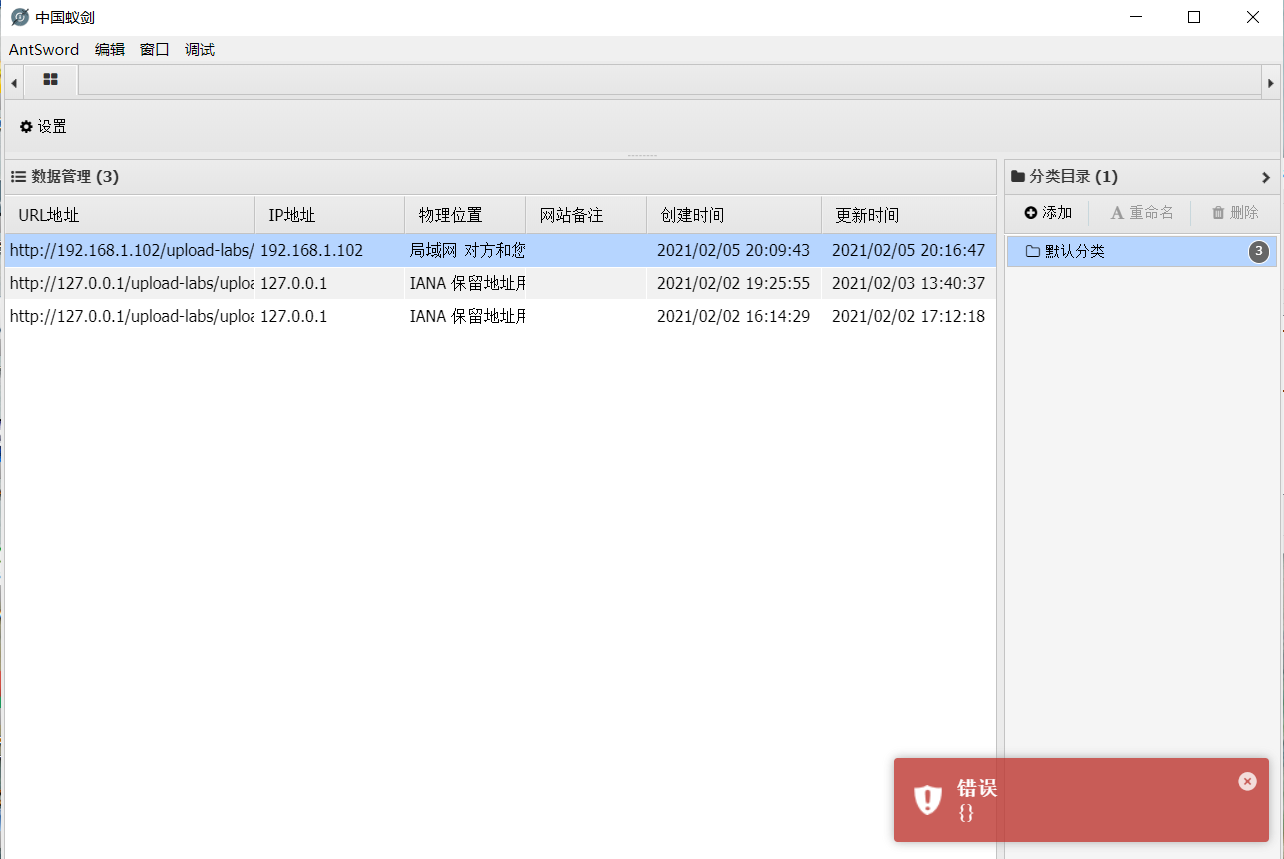 中国蚁剑
AntSword 编辑 窗口 调试
设置
数据管理 (3)
分类目录 (1)
URL地址 IP地址 物理位置 网站备注 创建时间 更新时间
添加 重命名 删除
http://192.168.1.102/upload-labs/ 192.168.1.102 局域网 对方和您 2021/02/05 20:09:43 2021/02/05 20:16:47
默认分类 3
http://127.0.0.1/upload-labs/uploa 127.0.0.1 IANA 保留地址用 2021/02/02 19:25:55 2021/02/03 13:40:37
http://127.0.0.1/upload-labs/uploa 127.0.0.1 IANA 保留地址用 2021/02/02 16:14:29 2021/02/02 17:12:18
错误
{}